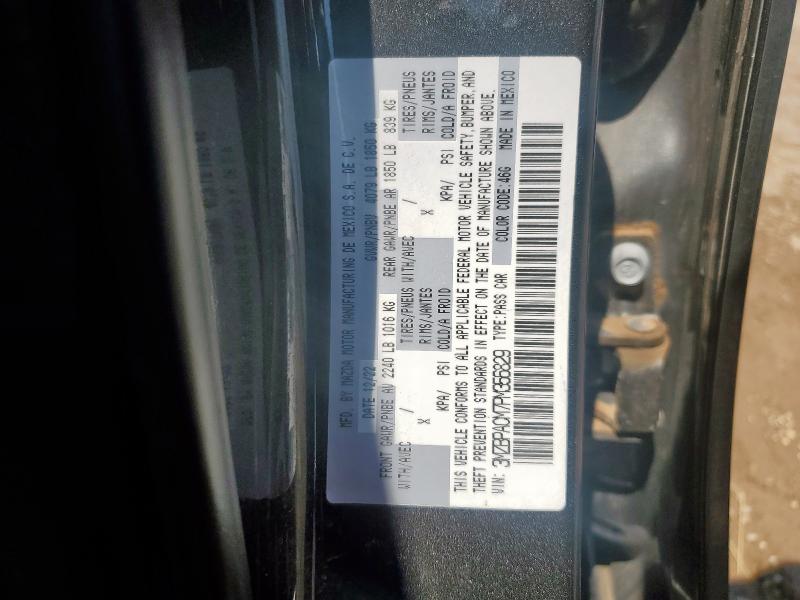 MFD. BY MAZDA MOTOR MANUFACTURING DE MEXICO S.A. DE C.V.
DATE 12/22 GVWR/PNBV 4079 LB 1850 KG
FRONT GAWR/PNBE AV 2240 LB 1016 KG REAR GAWR/PNBE AR 1850 LB 839 KG
WITH/AVEC TIRES/PNEUS WITH/AVEC TIRES/PNEUS
X RIMS/JANTES X RIMS/JANTES
KPA/ PSI COLD/A FROID KPA/ PSI COLD/A FROID
THIS VEHICLE CONFORMS TO ALL APPLICABLE FEDERAL MOTOR VEHICLE SAFETY, BUMPER, AND
THEFT PREVENTION STANDARDS IN EFFECT ON THE DATE OF MANUFACTURE SHOWN ABOVE.
VIN: 3MZBPACM7PM356829 TYPE:PASS CAR COLOR CODE:46G MADE IN MEXICO